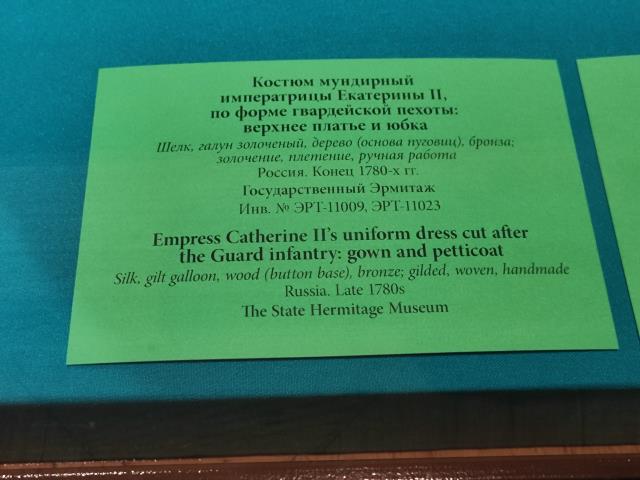 Костюм мундирный
императрицы Екатерины II,
по форме гвардейской пехоты:
верхнее платье и юбка
Шелк, галун золоченый, дерево (основа пуговиц), бронза;
золочение, плетение, ручная работа
Россия. Конец 1780-х гг.
Государственный Эрмитаж
Инв. № ЭРТ-11009, ЭРТ-11023
Empress Catherine II's uniform dress cut after
the Guard infantry: gown and petticoat
Silk, gilt galloon, wood (button base), bronze; gilded, woven, handmade
Russia. Late 1780s
The State Hermitage Museum